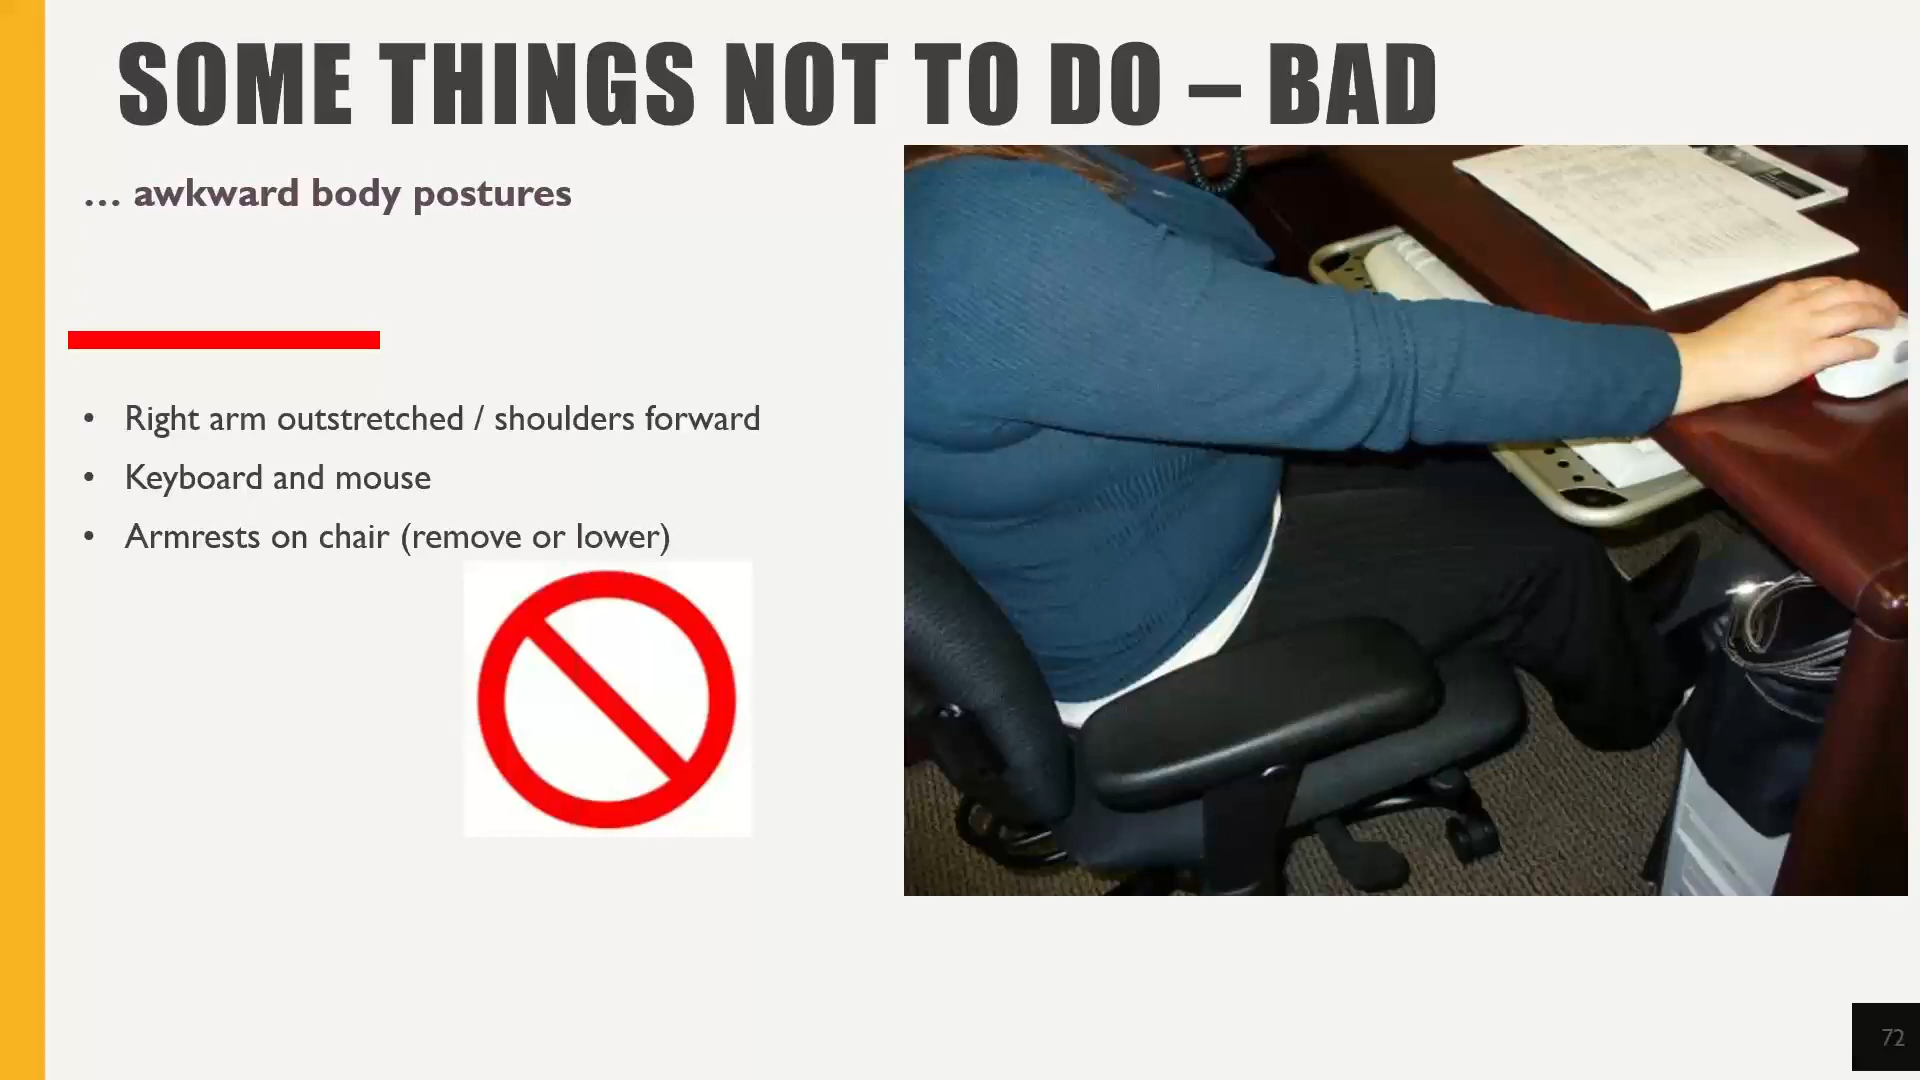 SOME THINGS NOT TO DO – BAD
... awkward body postures
• Right arm outstretched / shoulders forward
• Keyboard and mouse
• Armrests on chair (remove or lower)
72